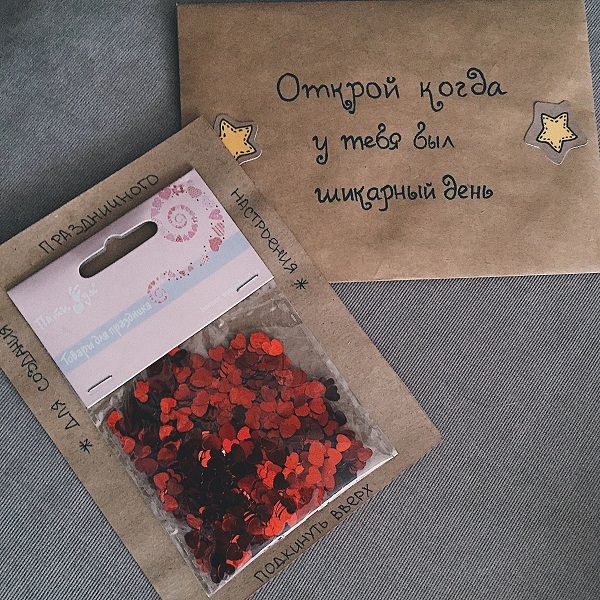 Открой когда
у тебя был
шикарный день
* ДЛЯ СОЗДАНИЯ
ПРАЗДНИЧНОГО
НАСТРОЕНИЯ *
ПОДКИНУТЬ ВВЕРХ
Товары для праздника